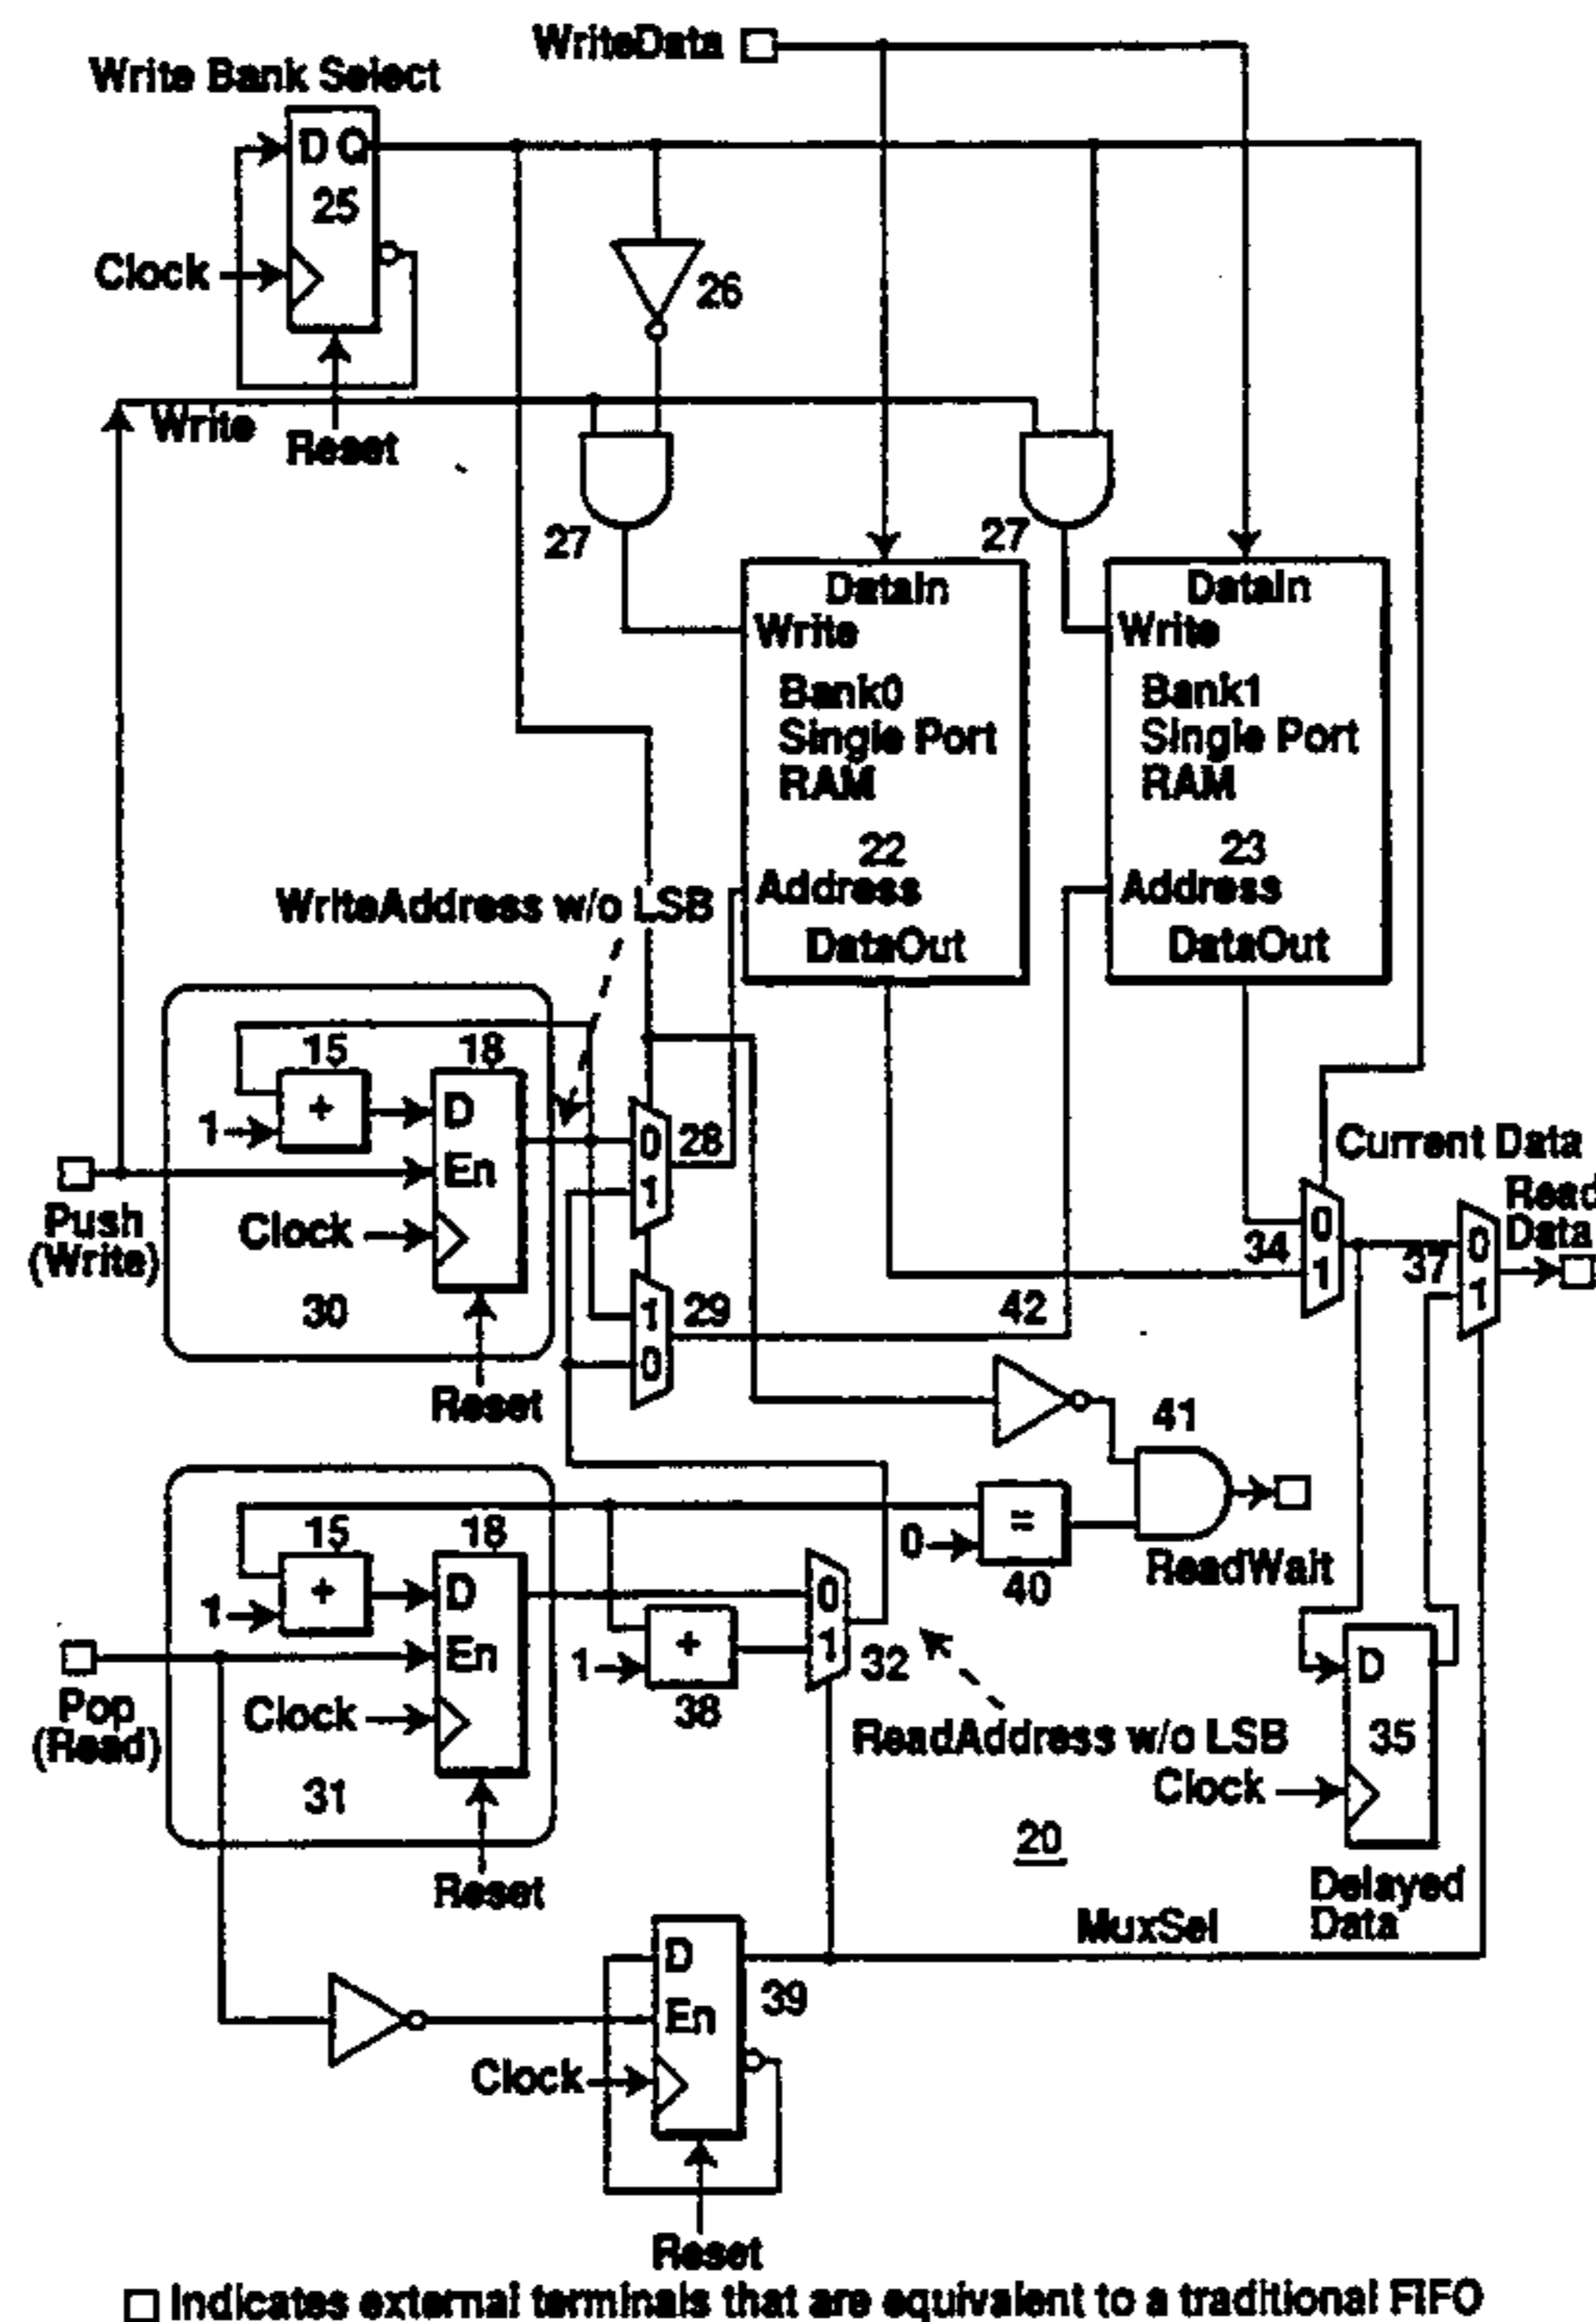 WriteData
Write Bank Select
D Q
25
Clock
26
Write
Reset
27
27
DataIn
DataIn
Write
Write
Bank0
Single Port
RAM
Bank1
Single Port
RAM
22
23
Address
Address
WriteAddress w/o LSB
DataOut
DataOut
15
18
+
D
1
0
28
En
1
Current Data
Push
(Write)
Clock
Read
Data
0
34
37
0
1
1
30
1
29
42
0
Reset
41
15
18
=
0
+
D
40
ReadWait
1
0
En
+
1
1
32
D
38
Pop
(Read)
Clock
ReadAddress w/o LSB
35
Clock
31
20
Reset
Delayed
Data
MuxSel
D
39
En
Clock
Reset
Indicates external terminals that are equivalent to a traditional FIFO